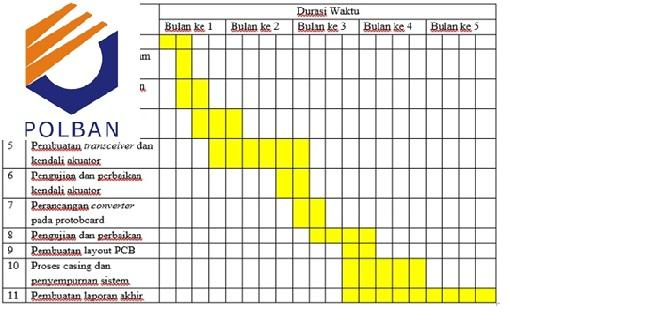 Durasi Waktu
Bulan ke 1 Bulan ke 2 Bulan ke 3 Bulan ke 4 Bulan ke 5
POLBAN
5 Pembuatan transceiver dan
kendali akuator
6 Pengujian dan perbaikan
kendali akuator
7 Perancangan converter
pada protoboard
8 Pengujian dan perbaikan
9 Pembuatan layout PCB
10 Proses casing dan
penyempurnan sistem
11 Pembuatan laporan akhir